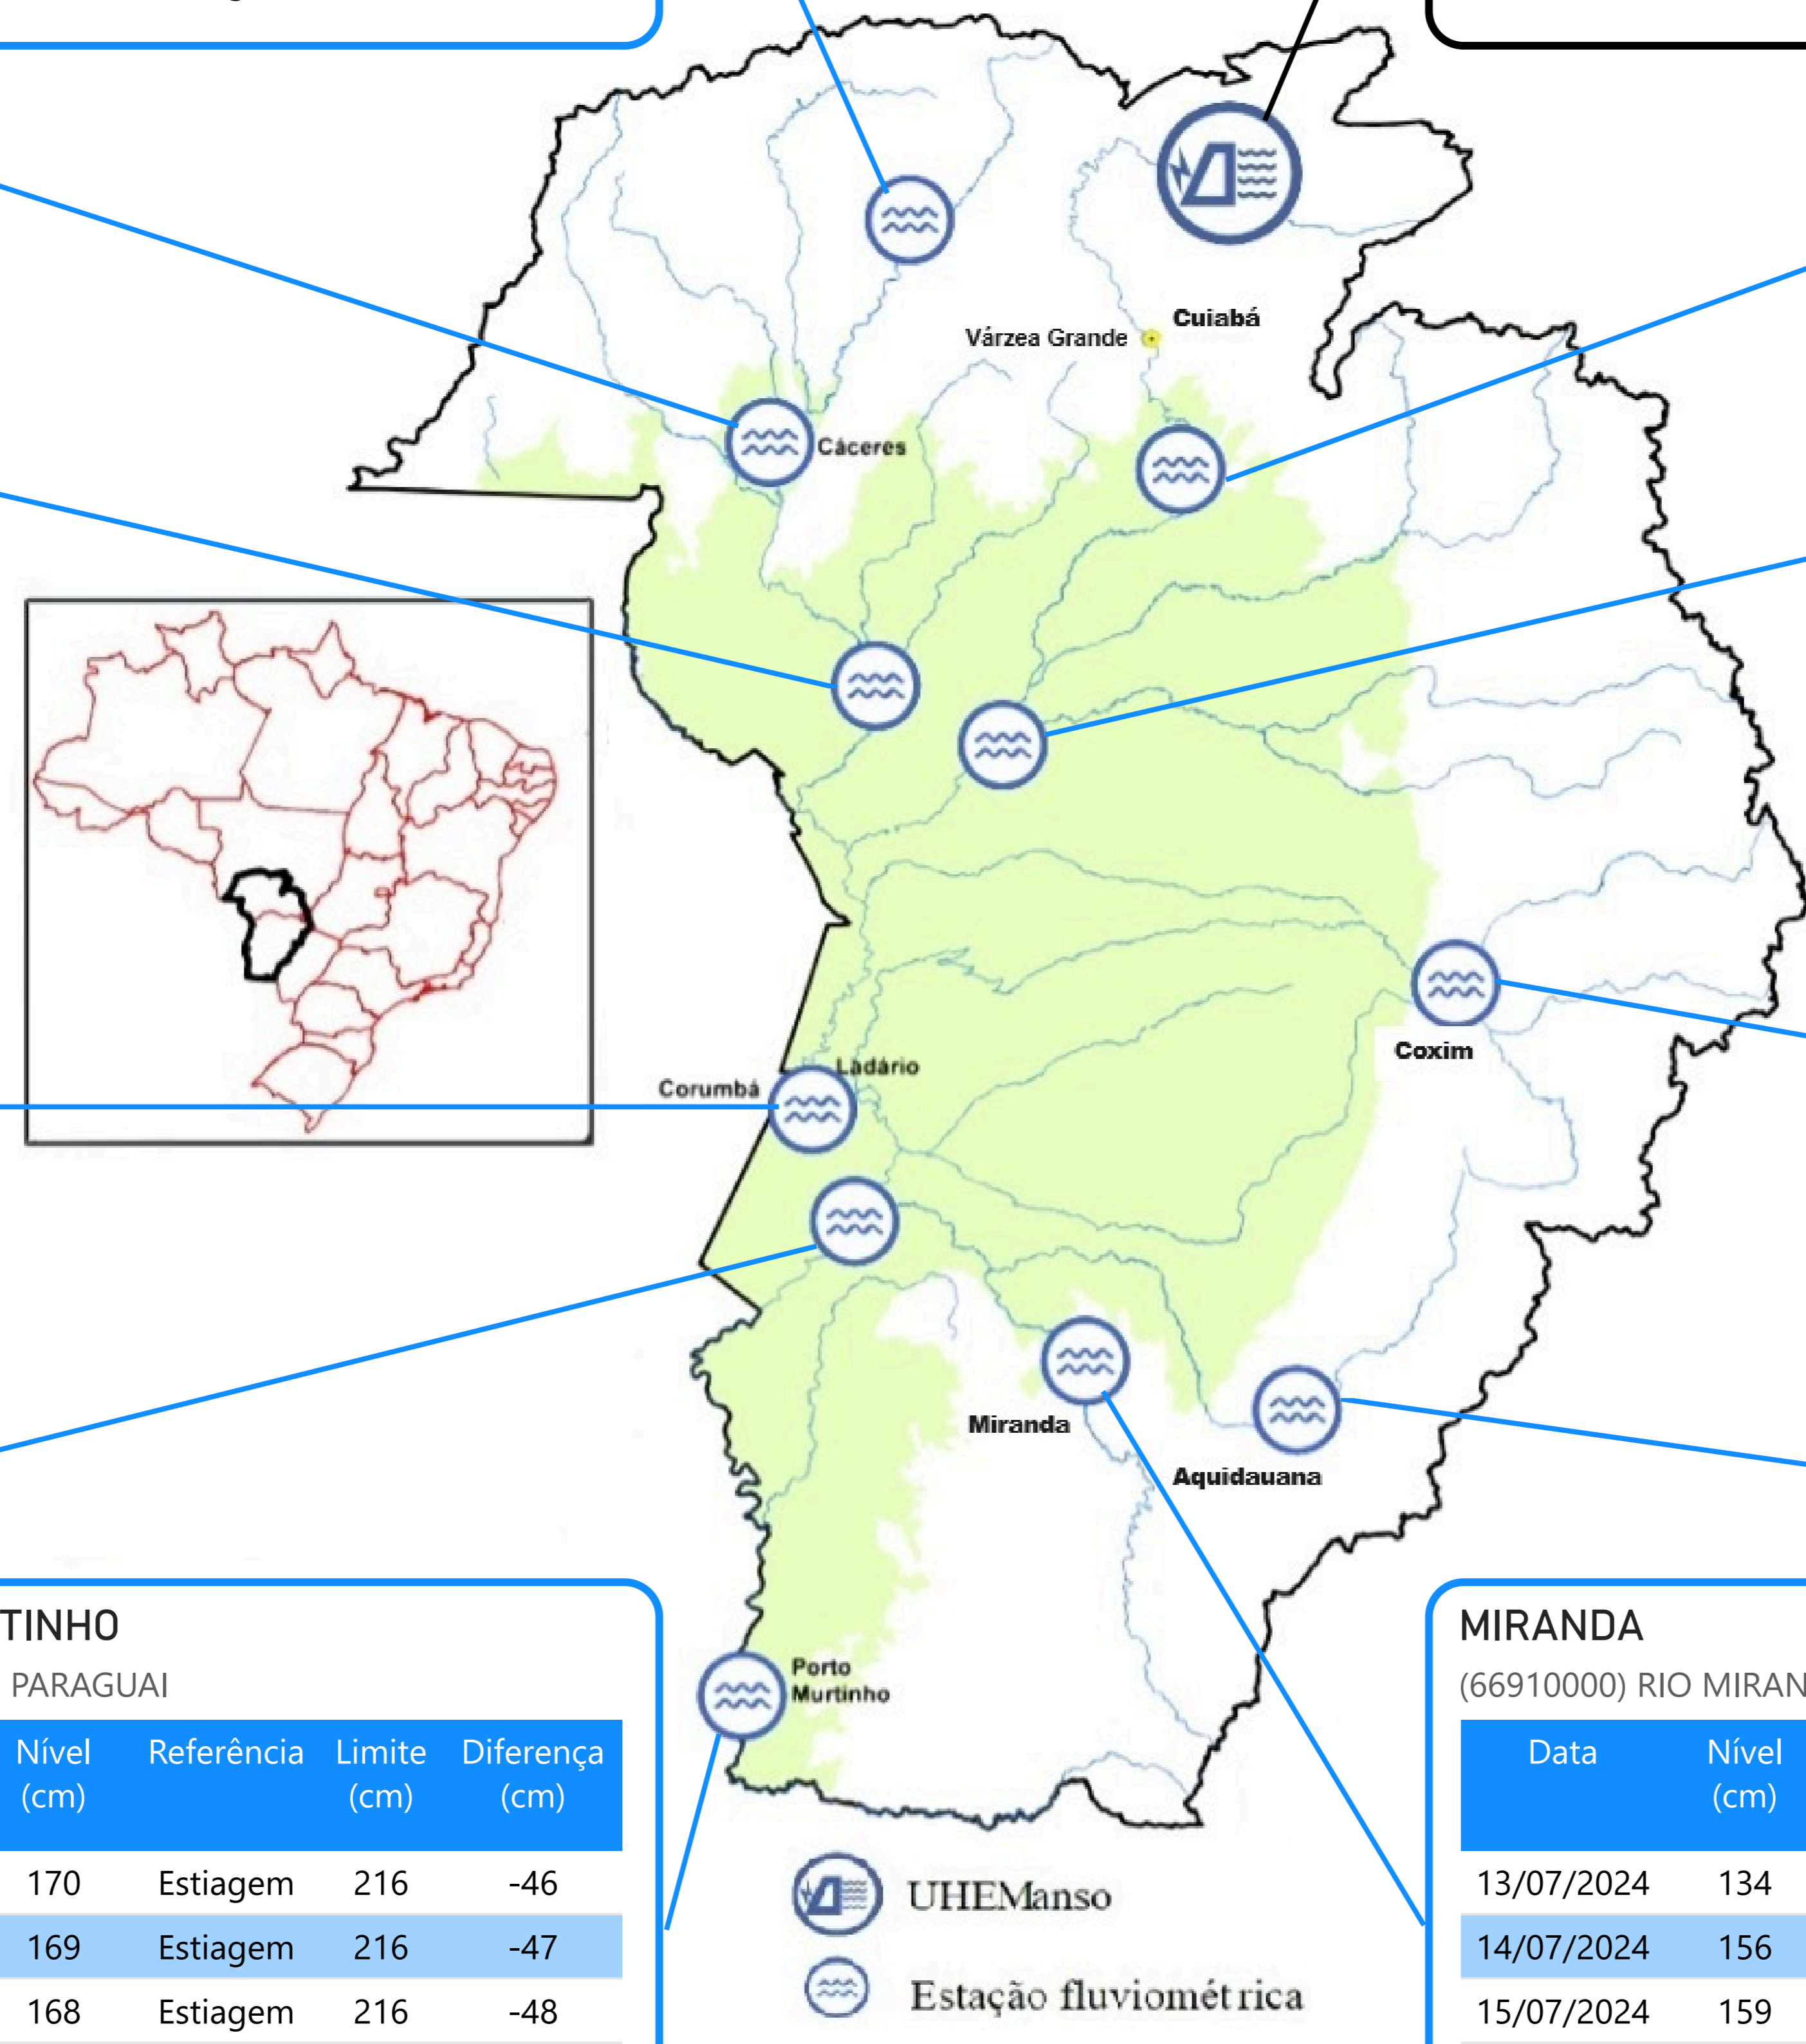 Cuiabá
Várzea Grande
Cáceres
Coxim
Ladário
Corumbá
Miranda
Aquidauana
Porto
Murtinho
TINHO
PARAGUAI
Nível (cm) Referência Limite (cm) Diferença (cm)
170 Estiagem 216 -46
169 Estiagem 216 -47
168 Estiagem 216 -48
UHEManso
Estação fluviométrica
MIRANDA
(66910000) RIO MIRAN
Data Nível (cm)
13/07/2024 134
14/07/2024 156
15/07/2024 159